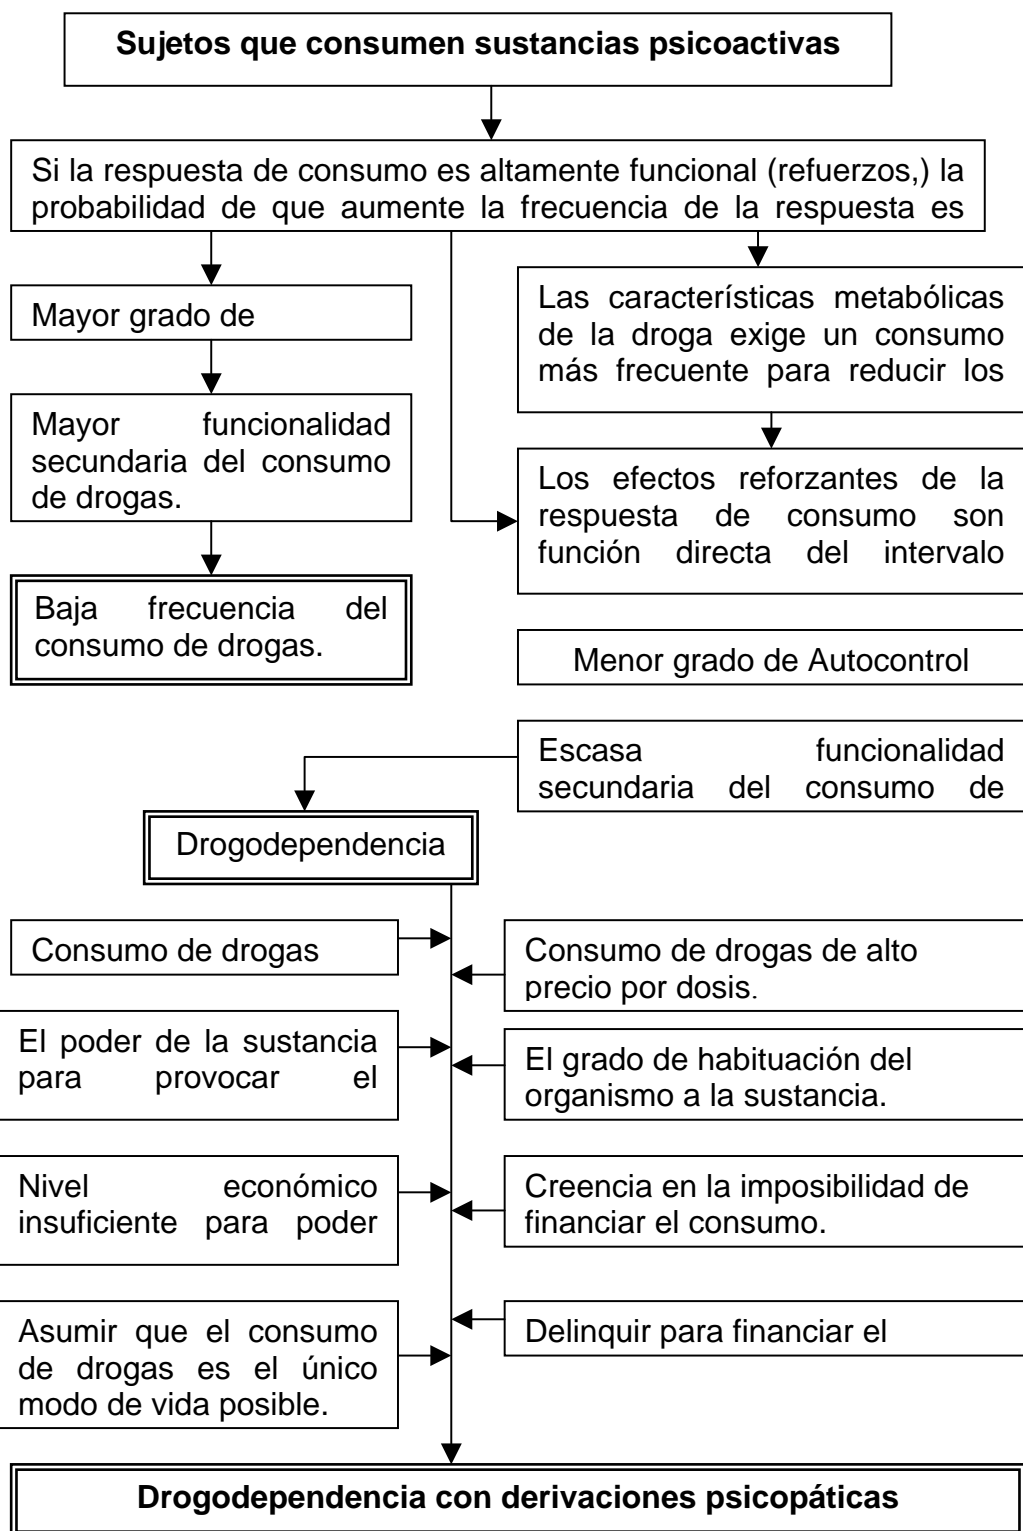 Sujetos que consumen sustancias psicoactivas
Si la respuesta de consumo es altamente funcional (refuerzos,) la
probabilidad de que aumente la frecuencia de la respuesta es
Mayor grado de
Mayor funcionalidad
secundaria del consumo
de drogas.
Baja frecuencia del
consumo de drogas.
Las características metabólicas
de la droga exige un consumo
más frecuente para reducir los
Los efectos reforzantes de la
respuesta de consumo son
función directa del intervalo
Menor grado de Autocontrol
Escasa funcionalidad
secundaria del consumo de
Drogodependencia
Consumo de drogas
Consumo de drogas de alto
precio por dosis.
El poder de la sustancia
para provocar el
El grado de habituación del
organismo a la sustancia.
Nivel económico
insuficiente para poder
Creencia en la imposibilidad de
financiar el consumo.
Asumir que el consumo
de drogas es el único
modo de vida posible.
Delinquir para financiar el
Drogodependencia con derivaciones psicopáticas